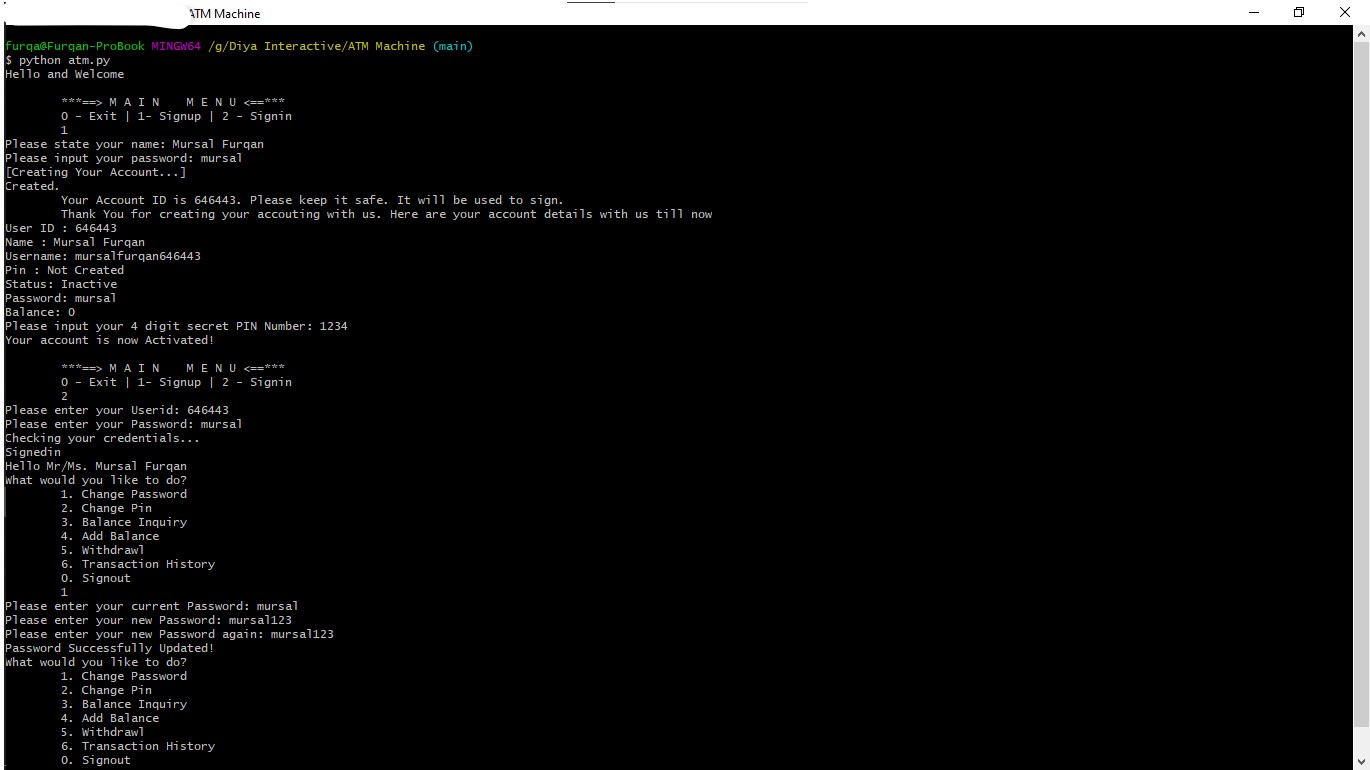 ATM Machine
furqa@Furqan-ProBook MINGW64 /g/Diya Interactive/ATM Machine (main)
$ python atm.py
Hello and Welcome
***==> M A I N    M E N U <==***
0 - Exit | 1- Signup | 2 - Signin
1
Please state your name: Mursal Furqan
Please input your password: mursal
[Creating Your Account...]
Created.
Your Account ID is 646443. Please keep it safe. It will be used to sign.
Thank You for creating your accouting with us. Here are your account details with us till now
User ID : 646443
Name : Mursal Furqan
Username: mursalfurqan646443
Pin : Not Created
Status: Inactive
Password: mursal
Balance: 0
Please input your 4 digit secret PIN Number: 1234
Your account is now Activated!
***==> M A I N    M E N U <==***
0 - Exit | 1- Signup | 2 - Signin
2
Please enter your Userid: 646443
Please enter your Password: mursal
Checking your credentials...
Signedin
Hello Mr/Ms. Mursal Furqan
What would you like to do?
1. Change Password
2. Change Pin
3. Balance Inquiry
4. Add Balance
5. Withdrawl
6. Transaction History
0. Signout
1
Please enter your current Password: mursal
Please enter your new Password: mursal123
Please enter your new Password again: mursal123
Password Successfully Updated!
What would you like to do?
1. Change Password
2. Change Pin
3. Balance Inquiry
4. Add Balance
5. Withdrawl
6. Transaction History
0. Signout